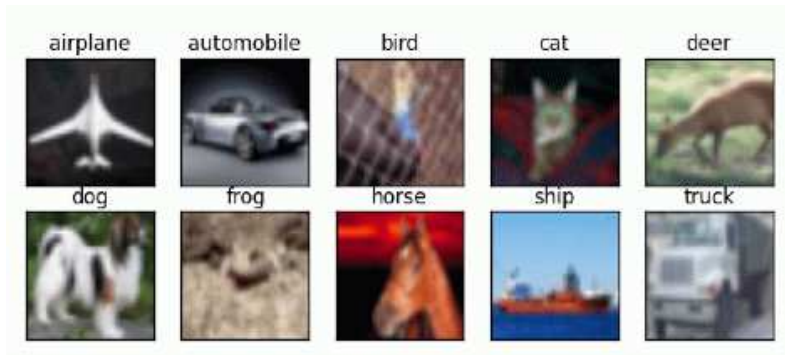 airplane automobile bird cat deer
dog frog horse ship truck